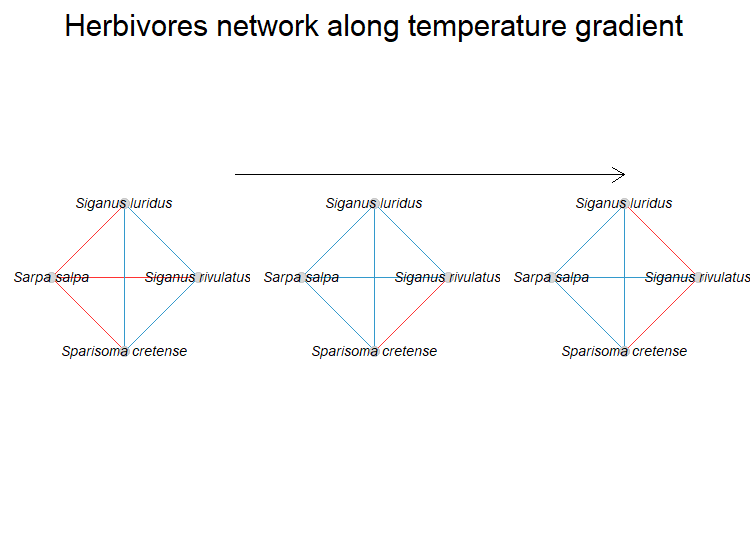 Herbivores network along temperature gradient
Siganus luridus
Siganus luridus
Siganus luridus
Sarpa salpa
Siganus rivulatus
Sarpa salpa
Siganus rivulatus
Sarpa salpa
Siganus rivulatus
Sparisoma cretense
Sparisoma cretense
Sparisoma cretense